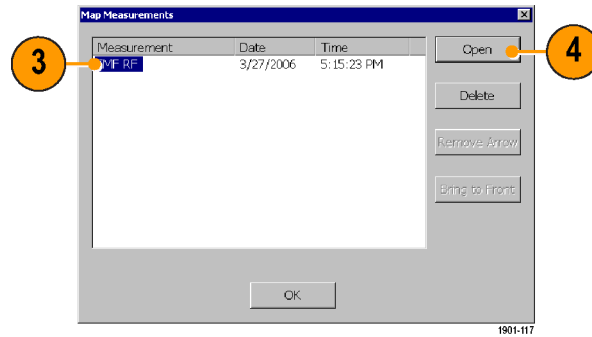 Map Measurements
Measurement Date Time
MF RF 3/27/2006 5:15:23 PM
Open
Delete
Remove Arrow
Bring to Front
OK
3
4
1901-117